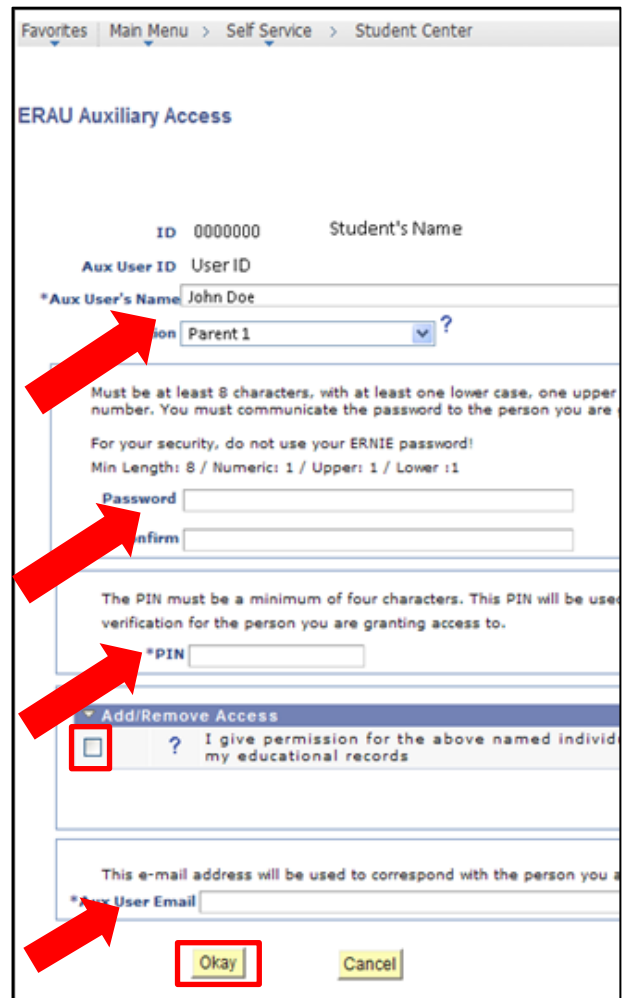 Favorites Main Menu > Self Service > Student Center
ERAU Auxiliary Access
ID 0000000 Student's Name
Aux User ID User ID
*Aux User's Name John Doe
Parent 1 ?
Must be at least 8 characters, with at least one lower case, one upper
number. You must communicate the password to the person you are
For your security, do not use your ERNIE password!
Min Length: 8 / Numeric: 1 / Upper: 1 / Lower :1
Password
The PIN must be a minimum of four characters. This PIN will be used
verification for the person you are granting access to.
*PIN
Add/Remove Access
? I give permission for the above named
my educational records
This e-mail address will be used to correspond with the person you
*Aux User Email
Okay Cancel